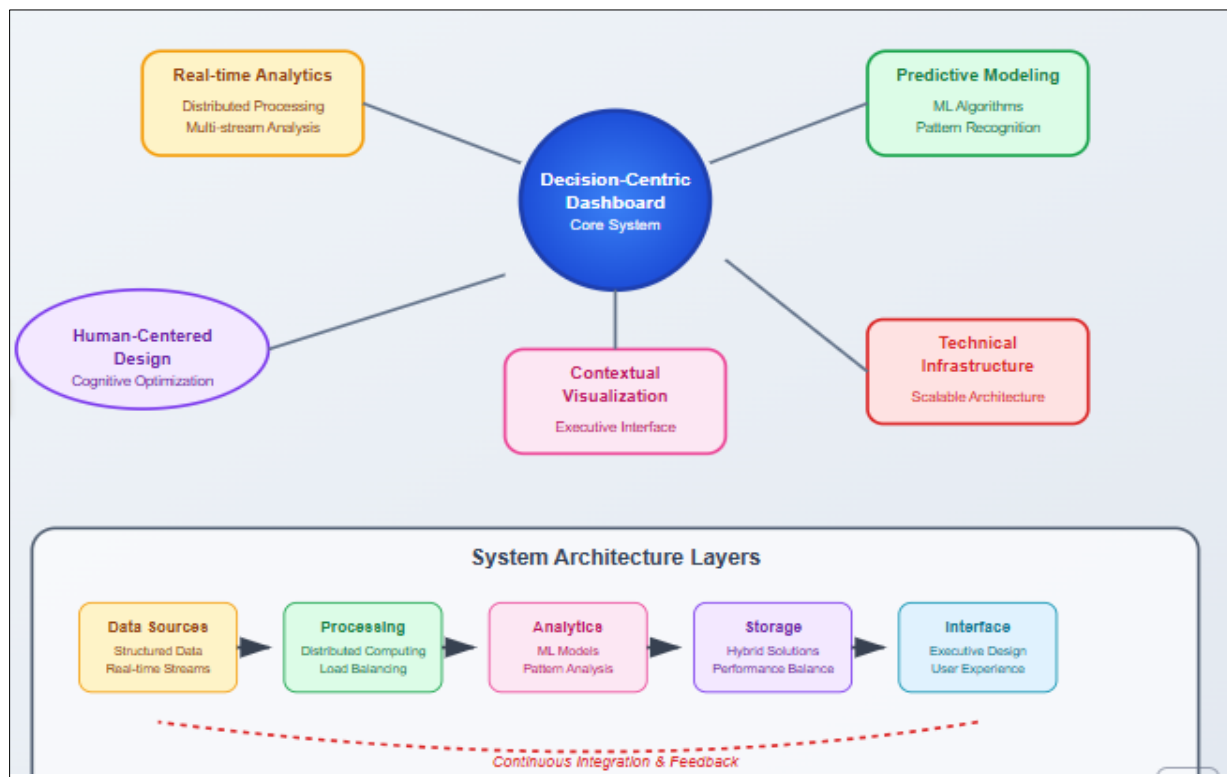 Real-time Analytics
Distributed Processing
Multi-stream Analysis
Predictive Modeling
ML Algorithms
Pattern Recognition
Decision-Centric
Dashboard
Core System
Human-Centered
Design
Cognitive Optimization
Contextual
Visualization
Executive Interface
Technical
Infrastructure
Scalable Architecture
System Architecture Layers
Data Sources
Structured Data
Real-time Streams
Processing
Distributed Computing
Load Balancing
Analytics
ML Models
Pattern Analysis
Storage
Hybrid Solutions
Performance Balance
Interface
Executive Design
User Experience
Continuous Integration & Feedback